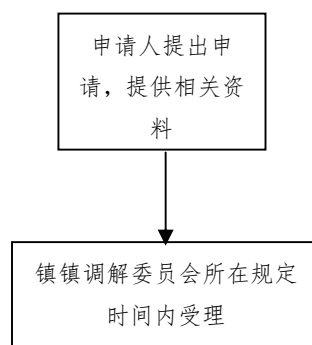 申请人提出申
请，提供相关资
料
镇镇调解委员会所在规定
时间内受理